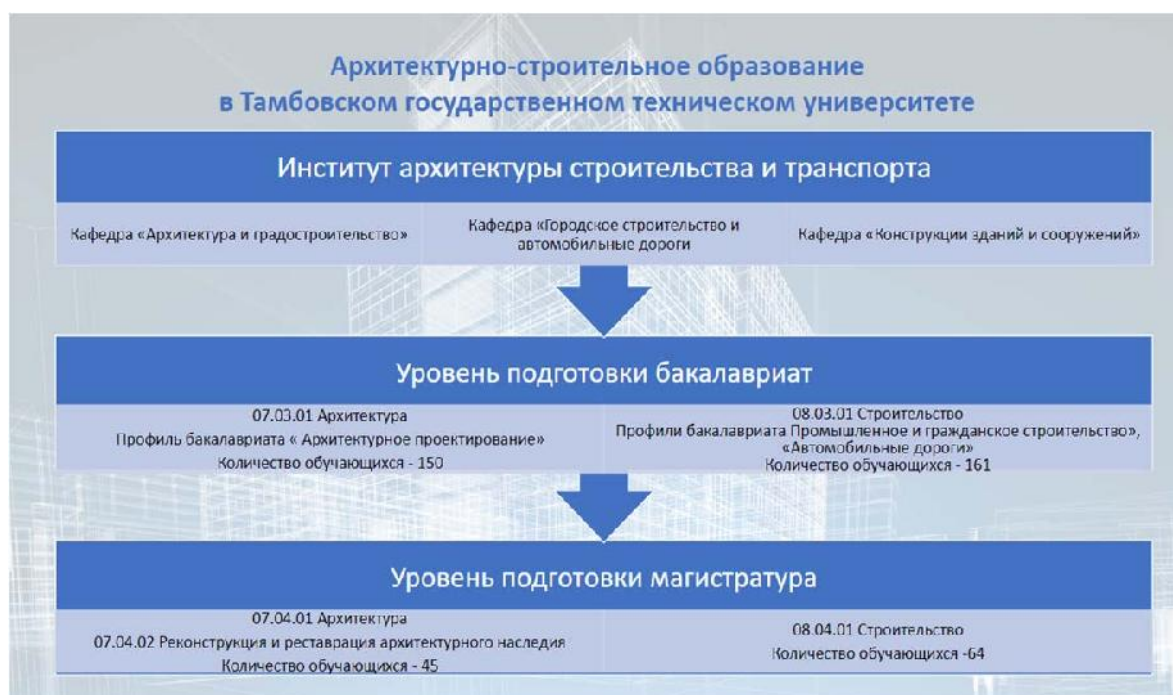 Архитектурно-строительное образование
в Тамбовском государственном техническом университете
Институт архитектуры строительства и транспорта
Кафедра «Архитектура и градостроительство»
Кафедра «Городское строительство и
автомобильные дороги
Кафедра «Конструкции зданий и сооружений»
Уровень подготовки бакалавриат
07.03.01 Архитектура
Профиль бакалавриата « Архитектурное проектирование»
Количество обучающихся - 150
08.03.01 Строительство
Профили бакалавриата Промышленное и гражданское строительство»,
«Автомобильные дороги»
Количество обучающихся - 161
Уровень подготовки магистратура
07.04.01 Архитектура
07.04.02 Реконструкция и реставрация архитектурного наследия
Количество обучающихся - 45
08.04.01 Строительство
Количество обучающихся -64